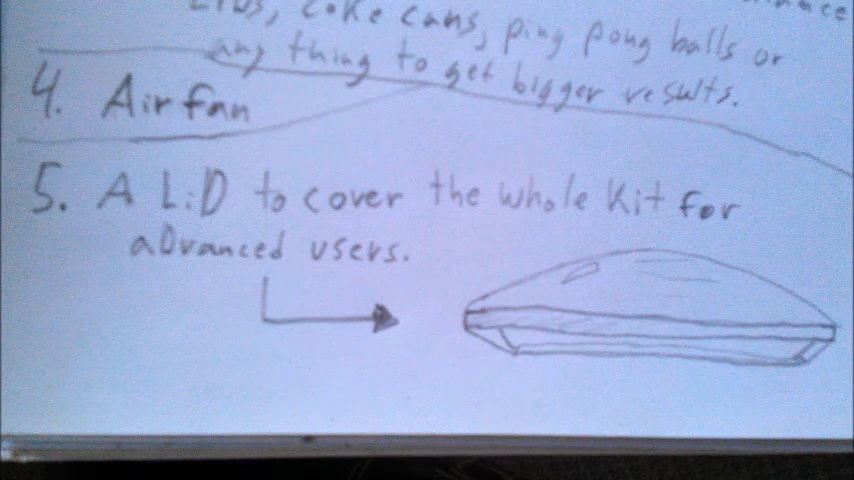 Lids, coke cans, ping pong balls or
any thing to get bigger results.
4. Air fan
5. A LiD to cover the whole Kit for
aDvanced users.